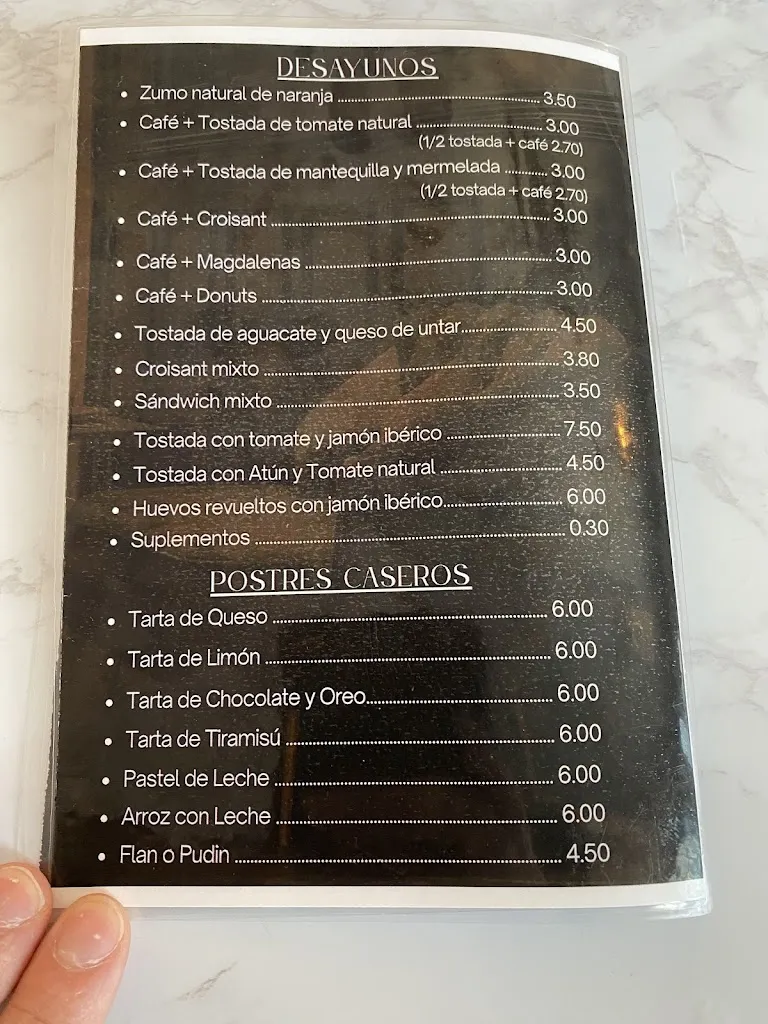 DESAYUNOS
• Zumo natural de naranja ........ 3.50
• Café + Tostada de tomate natural ........ 3.00
(1/2 tostada + café 2.70)
• Café + Tostada de mantequilla y mermelada ........ 3.00
(1/2 tostada + café 2.70)
• Café + Croisant ........ 3.00
• Café + Magdalenas ........ 3.00
• Café + Donuts ........ 3.00
• Tostada de aguacate y queso de untar ........ 4.50
• Croisant mixto ........ 3.80
• Sándwich mixto ........ 3.50
• Tostada con tomate y jamón ibérico ........ 7.50
• Tostada con Atún y Tomate natural ........ 4.50
• Huevos revueltos con jamón ibérico ........ 6.00
• Suplementos ........ 0.30
POSTRES CASEROS
• Tarta de Queso ........ 6.00
• Tarta de Limón ........ 6.00
• Tarta de Chocolate y Oreo ........ 6.00
• Tarta de Tiramisú ........ 6.00
• Pastel de Leche ........ 6.00
• Arroz con Leche ........ 6.00
• Flan o Pudin ........ 4.50